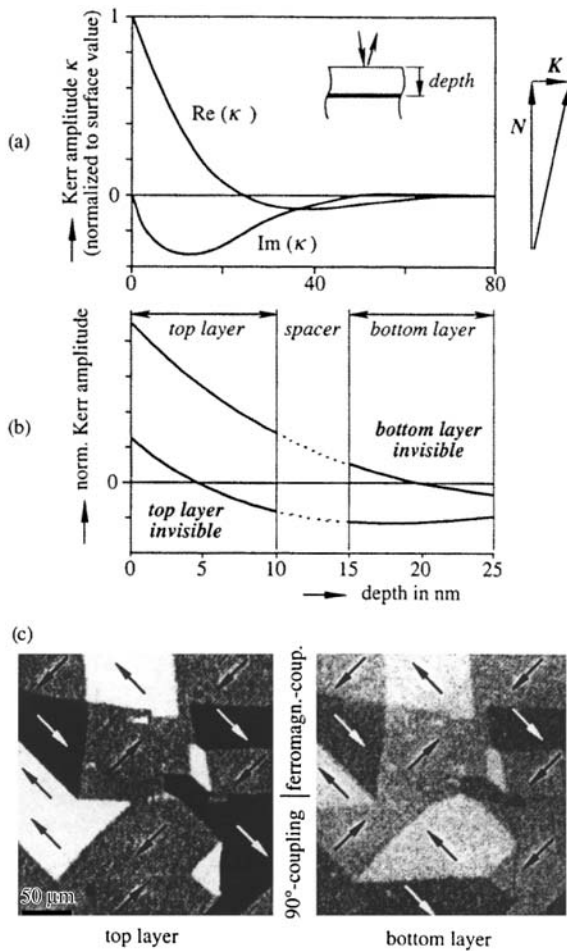 (a)
Kerr amplitude κ
(normalized to surface value)
1
0
Re (κ)
Im (κ)
depth
K
N
0 20 40 60 80
(b)
norm. Kerr amplitude
0
top layer
spacer
bottom layer
bottom layer
invisible
top layer
invisible
0 5 10 15 20 25
depth in nm
(c)
50 µm
90°-coupling | ferromagn.-coup.
top layer
bottom layer